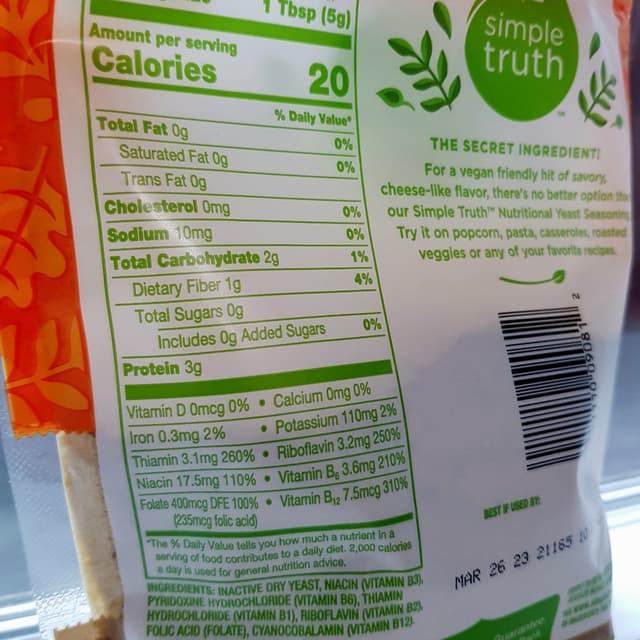 1 Tbsp (5g)
Amount per serving
Calories 20
% Daily Value*
Total Fat 0g 0%
Saturated Fat 0g 0%
Trans Fat 0g
Cholesterol 0mg 0%
Sodium 10mg 0%
Total Carbohydrate 2g 1%
Dietary Fiber 1g 4%
Total Sugars 0g
Includes 0g Added Sugars 0%
Protein 3g
Vitamin D 0mcg 0% • Calcium 0mg 0%
Iron 0.3mg 2% • Potassium 110mg 2%
Thiamin 3.1mg 260% • Riboflavin 3.2mg 250%
Niacin 17.5mg 110% • Vitamin B6 3.6mg 210%
Folate 400mcg DFE 100% • Vitamin B12 7.5mcg 310%
(235mcg folic acid)
*The % Daily Value tells you how much a nutrient in a
serving of food contributes to a daily diet. 2,000 calories
a day is used for general nutrition advice.
INGREDIENTS: INACTIVE DRY YEAST, NIACIN (VITAMIN B3),
PYRIDOXINE HYDROCHLORIDE (VITAMIN B6), THIAMIN
HYDROCHLORIDE (VITAMIN B1), RIBOFLAVIN (VITAMIN B2),
FOLIC ACID (FOLATE), CYANOCOBALAMIN (VITAMIN B12).
simple
truth
THE SECRET INGREDIENT!
For a vegan friendly hit of savory,
cheese-like flavor, there's no better option than
our Simple Truth™ Nutritional Yeast Seasoning.
Try it on popcorn, pasta, casseroles, roasted
veggies or any of your favorite recipes.
2
BEST IF USED BY:
MAR 26 23 21165 10
Guarantee